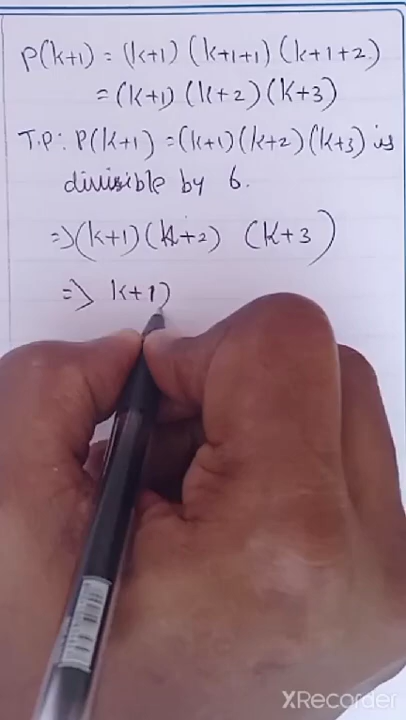 P(k+1) = (k+1) (k+1+1) (k+1+2)
= (k+1) (k+2) (k+3)
T.P: P(k+1) = (k+1)(k+2)(k+3) is
divisible by 6.
=> (k+1) (k+2) (k+3)
=> k+1)
XRecorder